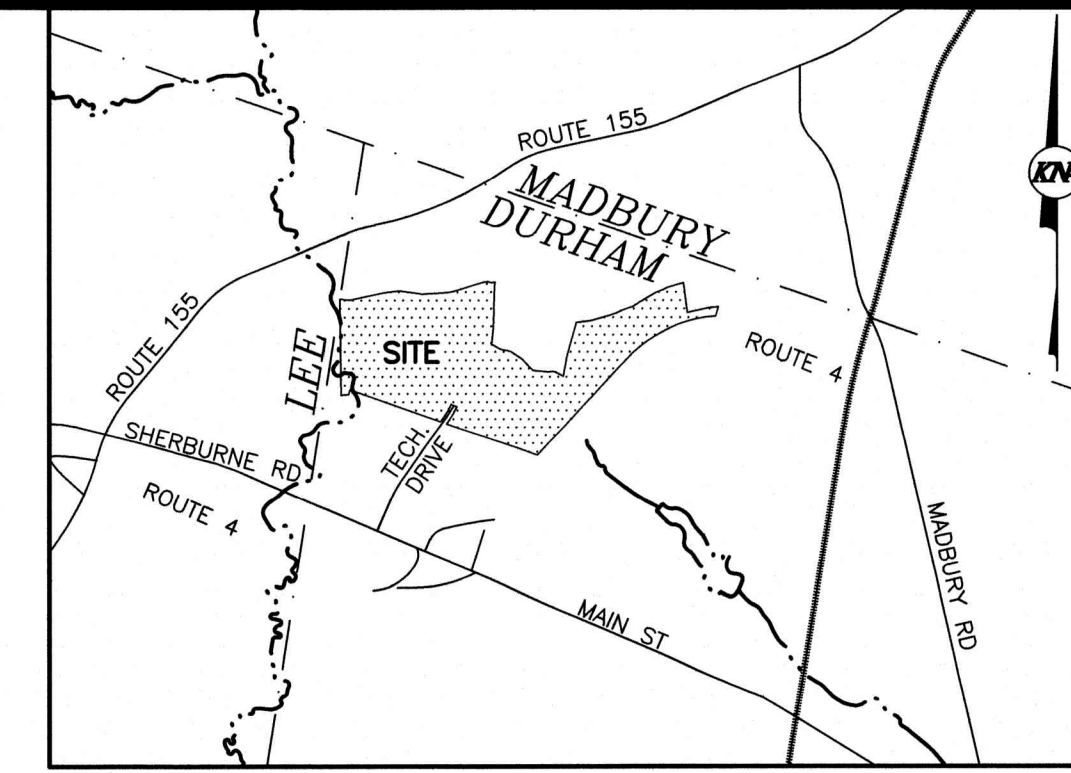 ROUTE 155
MADBURY
DURHAM
ROUTE 155
LEE
SITE
ROUTE 4
TECH.
DRIVE
SHERBURNE RD
ROUTE 4
MADBURY RD
MAIN ST